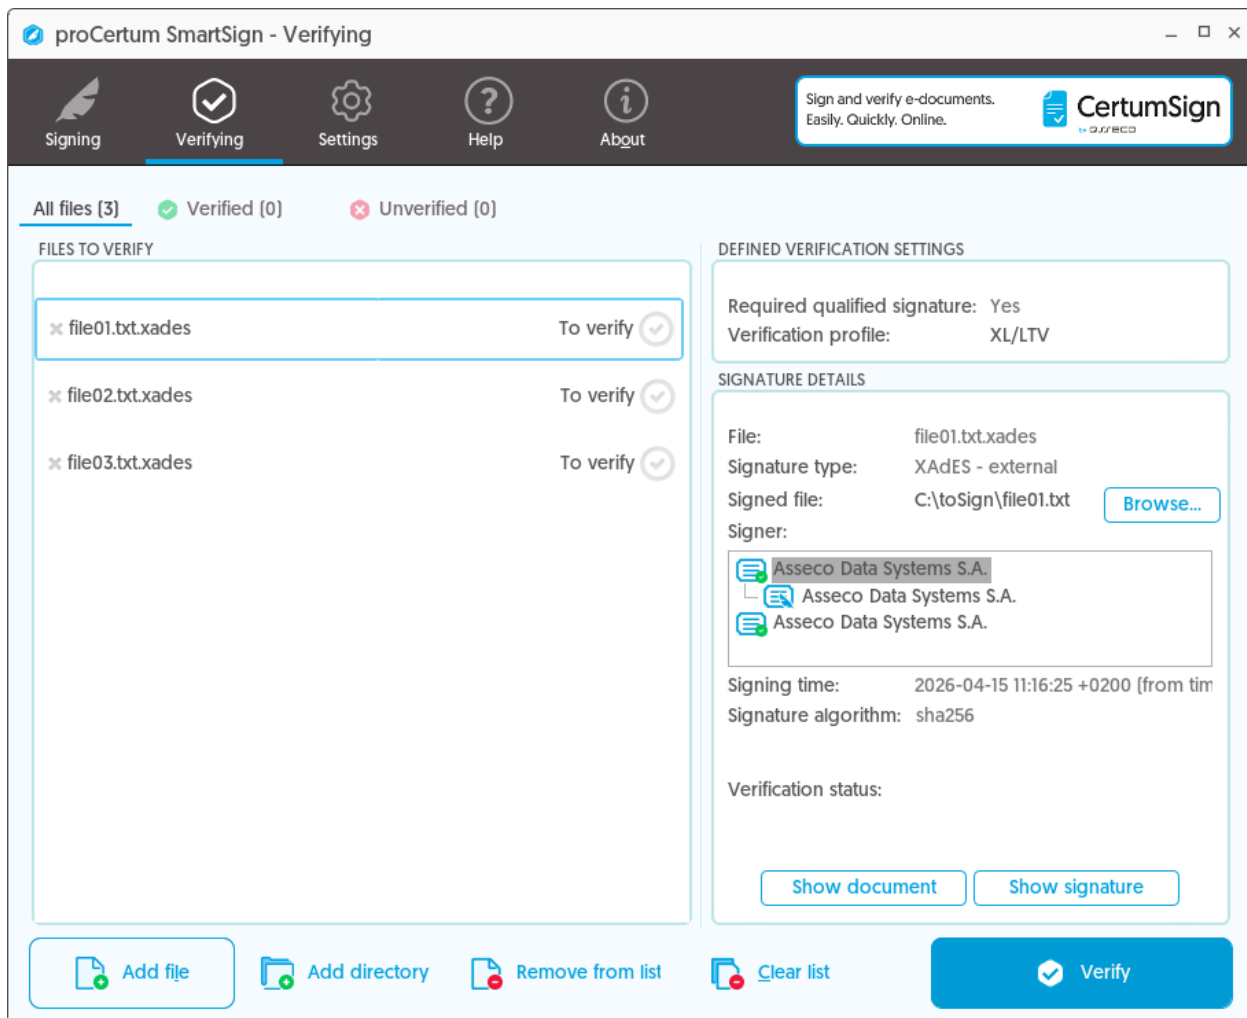 proCertum SmartSign - Verifying
Signing
Verifying
Settings
Help
About
Sign and verify e-documents.
Easily. Quickly. Online.
CertumSign
by asseco
All files (3)
Verified (0)
Unverified (0)
FILES TO VERIFY
file01.txt.xades To verify
file02.txt.xades To verify
file03.txt.xades To verify
DEFINED VERIFICATION SETTINGS
Required qualified signature: Yes
Verification profile: XL/LTV
SIGNATURE DETAILS
File: file01.txt.xades
Signature type: XAdES - external
Signed file: C:\toSign\file01.txt Browse...
Signer:
Asseco Data Systems S.A.
Asseco Data Systems S.A.
Asseco Data Systems S.A.
Signing time: 2026-04-15 11:16:25 +0200 (from tim
Signature algorithm: sha256
Verification status:
Show document Show signature
Add file
Add directory
Remove from list
Clear list
Verify